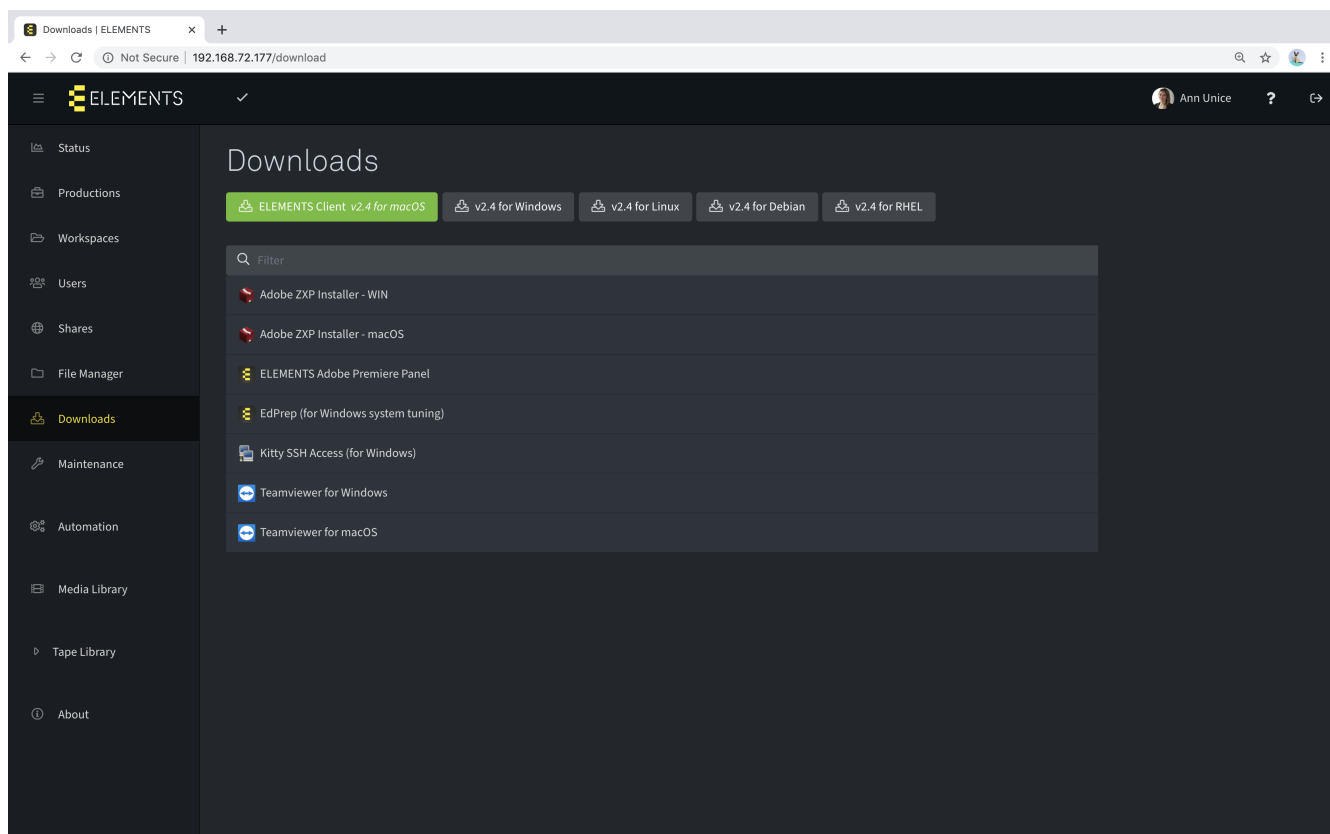 Downloads | ELEMENTS
Not Secure | 192.168.72.177/download
ELEMENTS
Ann Unice
?
Status
Productions
Workspaces
Users
Shares
File Manager
Downloads
Maintenance
Automation
Media Library
Tape Library
About
Downloads
ELEMENTS Client v2.4 for macOS
v2.4 for Windows
v2.4 for Linux
v2.4 for Debian
v2.4 for RHEL
Filter
Adobe ZXP Installer - WIN
Adobe ZXP Installer - macOS
ELEMENTS Adobe Premiere Panel
EdPrep (for Windows system tuning)
Kitty SSH Access (for Windows)
Teamviewer for Windows
Teamviewer for macOS